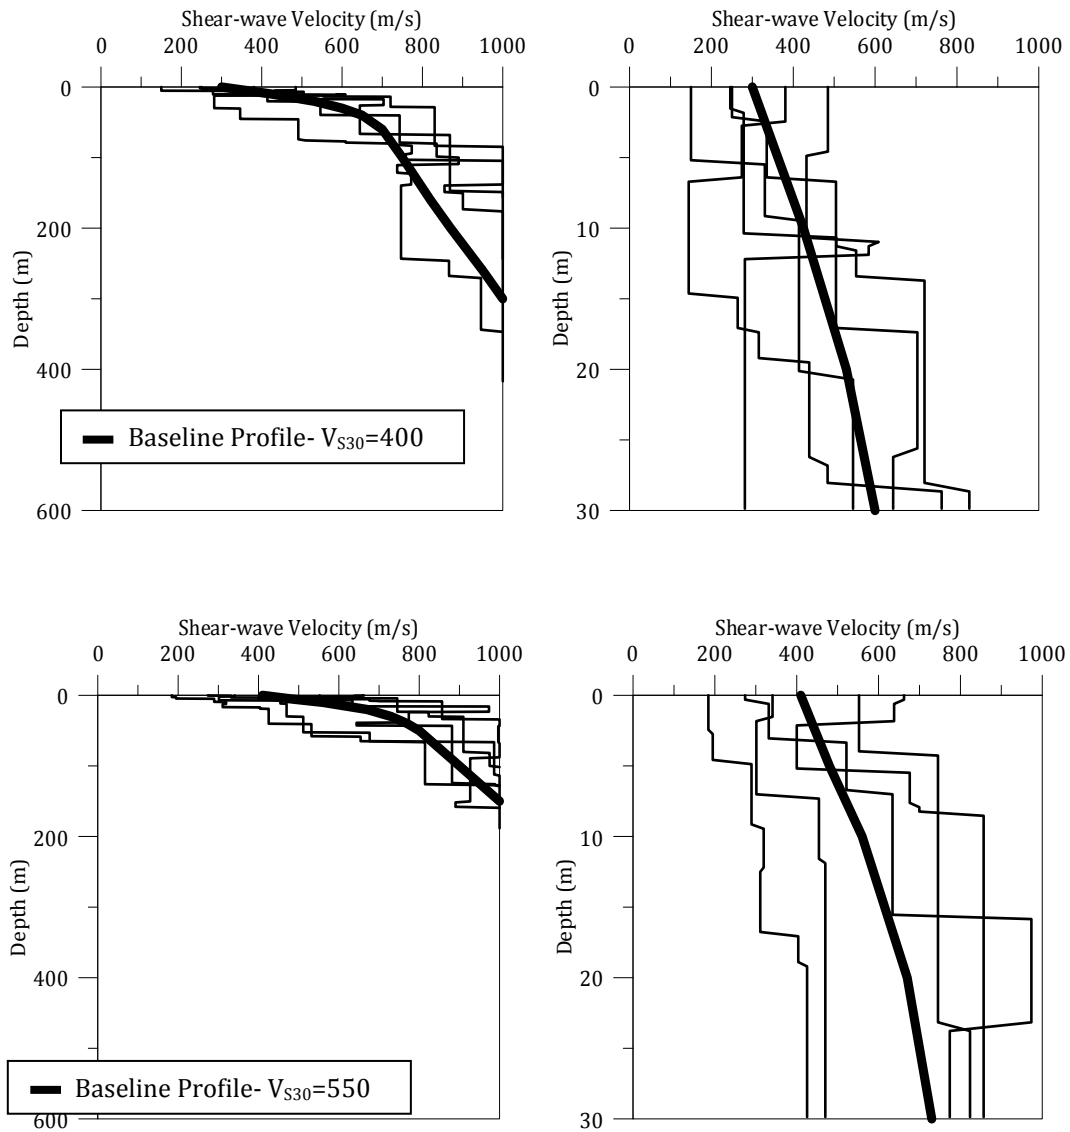 Shear-wave Velocity (m/s)
0 200 400 600 800 1000
0
200
400
600
Depth (m)
Baseline Profile- VS30=400
Shear-wave Velocity (m/s)
0 200 400 600 800 1000
0
10
20
30
Depth (m)
Shear-wave Velocity (m/s)
0 200 400 600 800 1000
0
200
400
600
Depth (m)
Baseline Profile- VS30=550
Shear-wave Velocity (m/s)
0 200 400 600 800 1000
0
10
20
30
Depth (m)